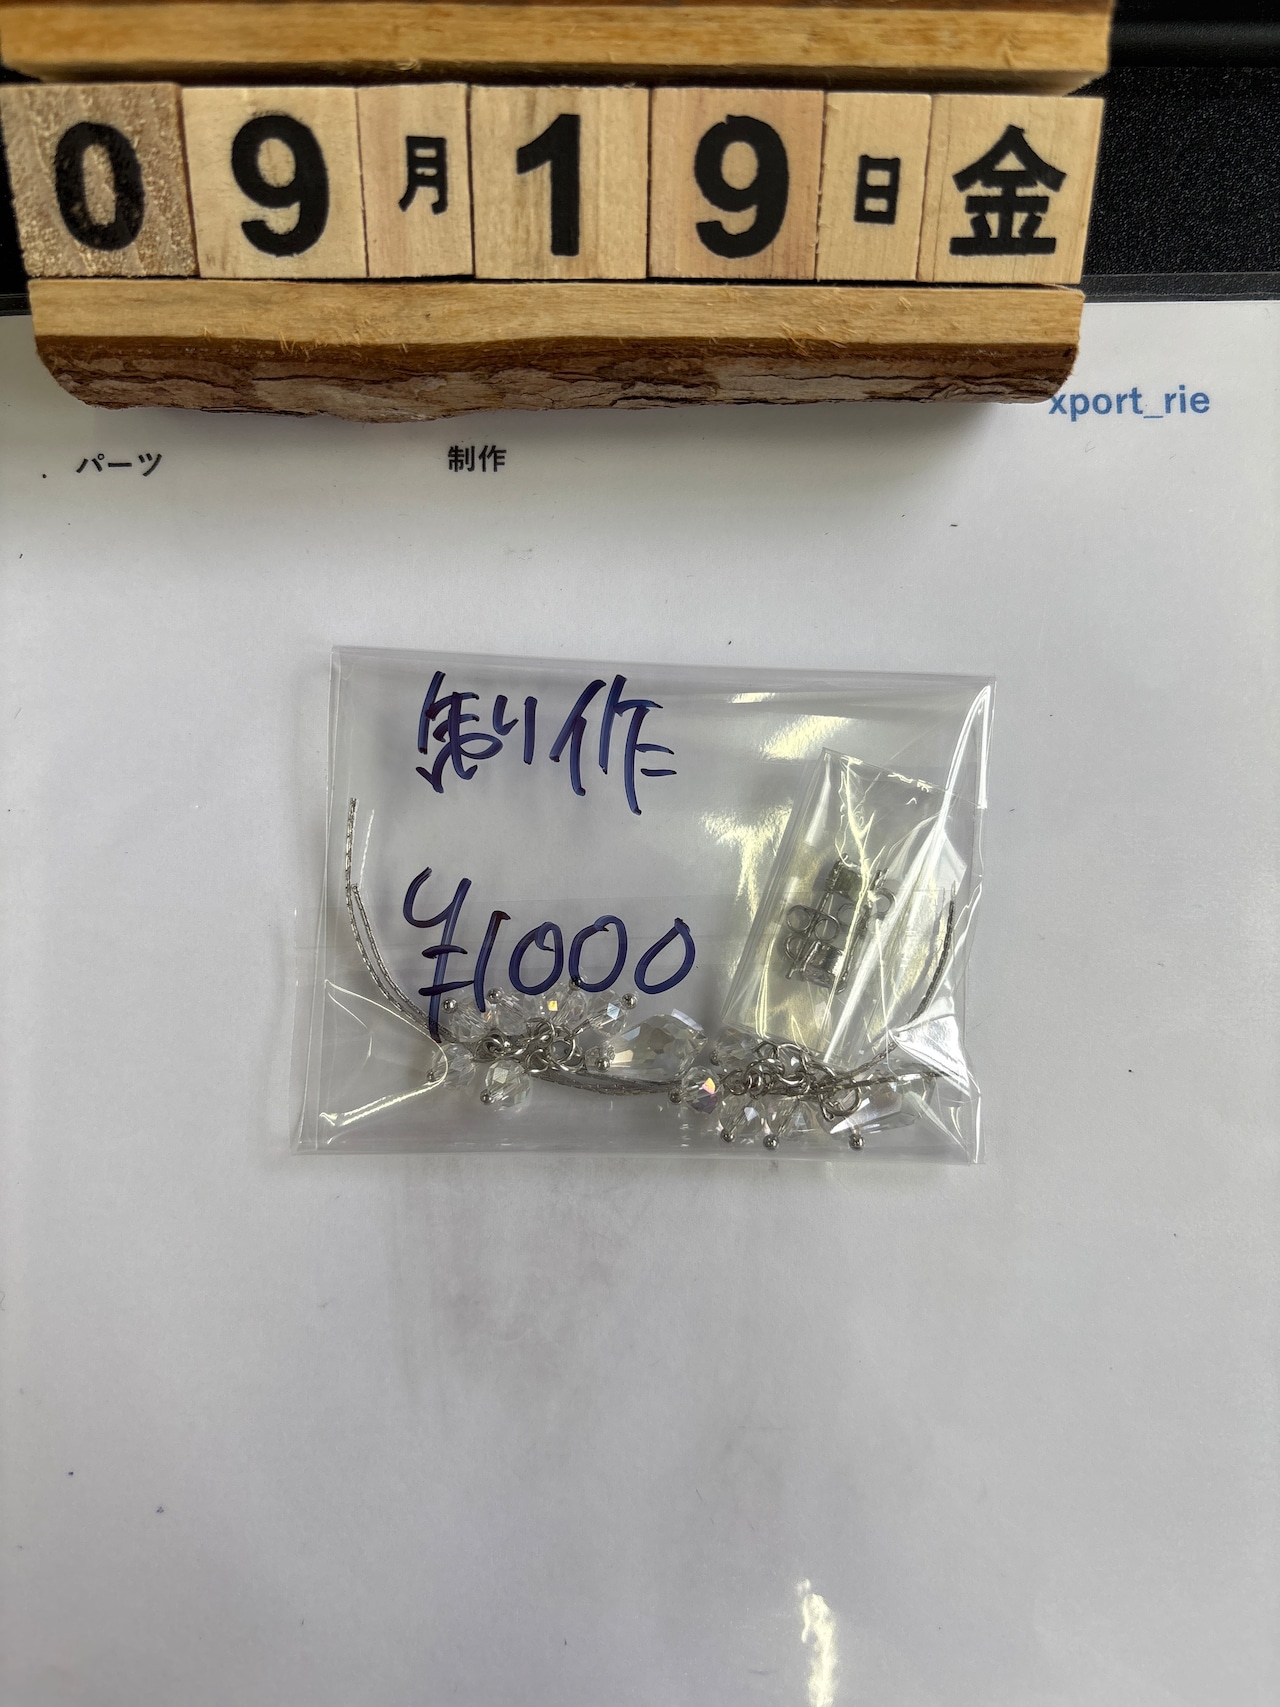 09月19日金
xport_rie
パーツ 制作
制作
¥1000